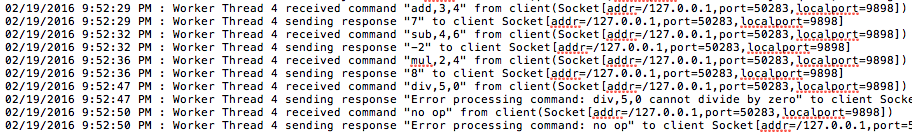 02/19/2016 9:52:29 PM : Worker Thread 4 received command "add,3,4" from client(Socket[addr=/127.0.0.1,port=50283,localport=9898])
02/19/2016 9:52:29 PM : Worker Thread 4 sending response "7" to client Socket[addr=/127.0.0.1,port=50283,localport=9898]
02/19/2016 9:52:32 PM : Worker Thread 4 received command "sub,4,6" from client(Socket[addr=/127.0.0.1,port=50283,localport=9898])
02/19/2016 9:52:32 PM : Worker Thread 4 sending response "-2" to client Socket[addr=/127.0.0.1,port=50283,localport=9898]
02/19/2016 9:52:36 PM : Worker Thread 4 received command "mul,2,4" from client(Socket[addr=/127.0.0.1,port=50283,localport=9898])
02/19/2016 9:52:36 PM : Worker Thread 4 sending response "8" to client Socket[addr=/127.0.0.1,port=50283,localport=9898]
02/19/2016 9:52:47 PM : Worker Thread 4 received command "div,5,0" from client(Socket[addr=/127.0.0.1,port=50283,localport=9898])
02/19/2016 9:52:47 PM : Worker Thread 4 sending response "Error processing command: div,5,0 cannot divide by zero" to client Socke
02/19/2016 9:52:50 PM : Worker Thread 4 received command "no op" from client(Socket[addr=/127.0.0.1,port=50283,localport=9898])
02/19/2016 9:52:50 PM : Worker Thread 4 sending response "Error processing command: no op" to client Socket[addr=/127.0.0.1,port=5